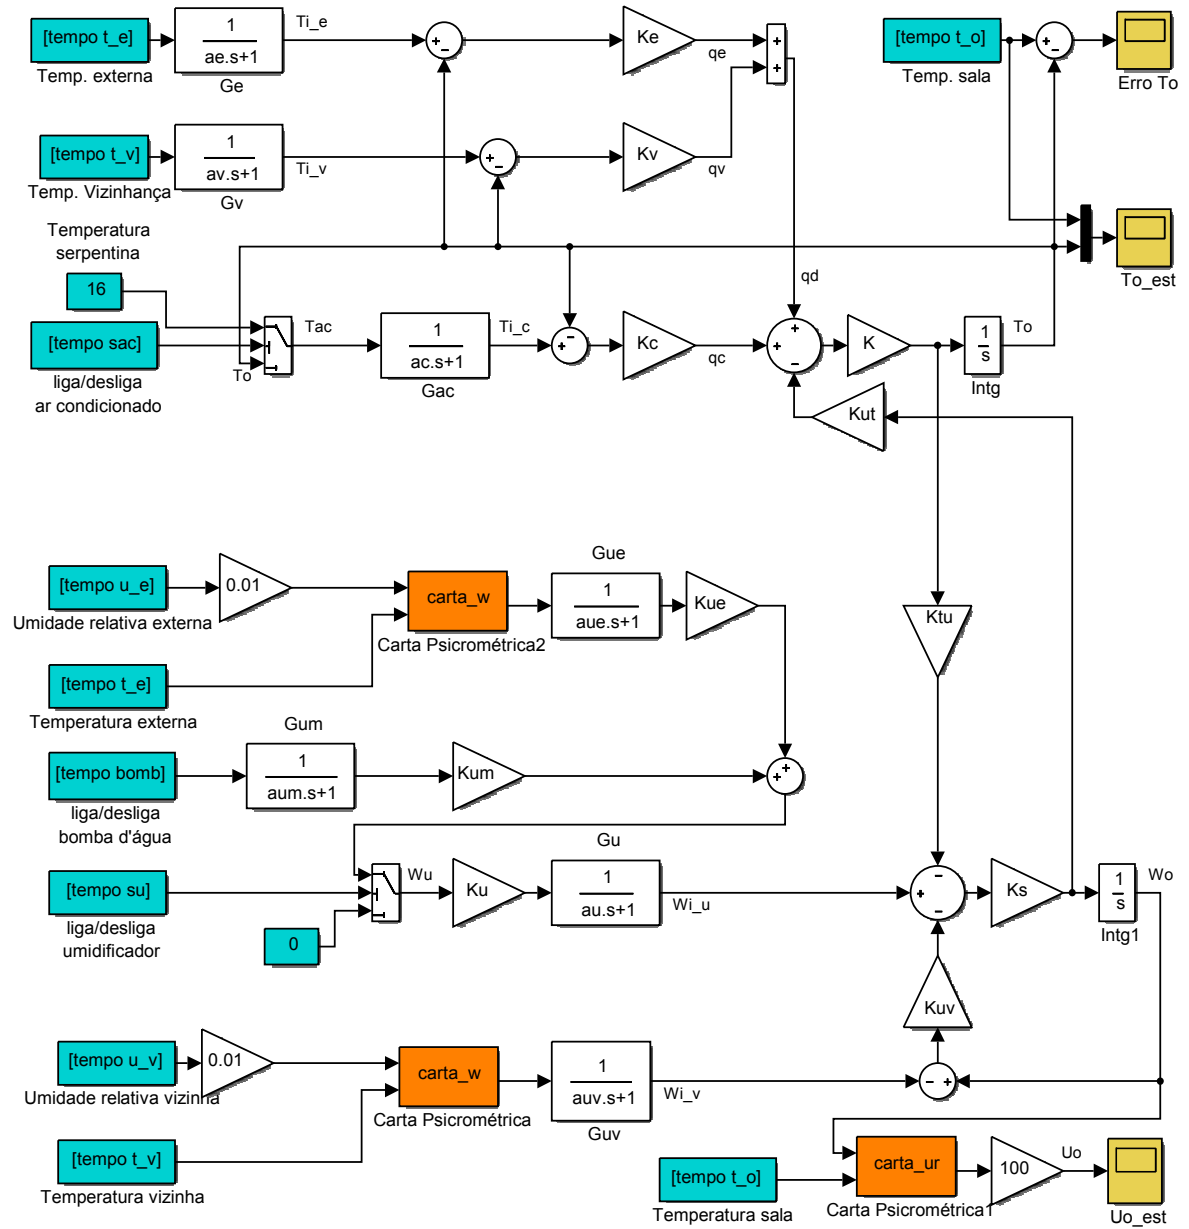 [tempo t_e]
Temp. externa
1
ae.s+1
Ge
Ti_e
+
−
Ke
qe
+
+
[tempo t_o]
Temp. sala
+
−
Erro To
[tempo t_v]
Temp. Vizinhança
1
av.s+1
Gv
Ti_v
+
−
Kv
qv
Temperatura
serpentina
16
[tempo sac]
liga/desliga
ar condicionado
To
Tac
1
ac.s+1
Gac
Ti_c
+
−
Kc
qc
qd
+
+
−
K
1
s
Intg
To
To_est
Kut
[tempo u_e]
Umidade relativa externa
0.01
carta_w
Carta Psicrométrica2
Gue
1
aue.s+1
Kue
Ktu
[tempo t_e]
Temperatura externa
[tempo bomb]
liga/desliga
bomba d'água
Gum
1
aum.s+1
Kum
+
+
[tempo su]
liga/desliga
umidificador
0
Wu
Ku
Gu
1
au.s+1
Wi_u
−
+
−
Ks
1
s
Intg1
Wo
Kuv
[tempo u_v]
Umidade relativa vizinha
0.01
carta_w
Carta Psicrométrica
1
auv.s+1
Guv
Wi_v
-
+
[tempo t_v]
Temperatura vizinha
[tempo t_o]
Temperatura sala
carta_ur
Carta Psicrométrica1
100
Uo
Uo_est